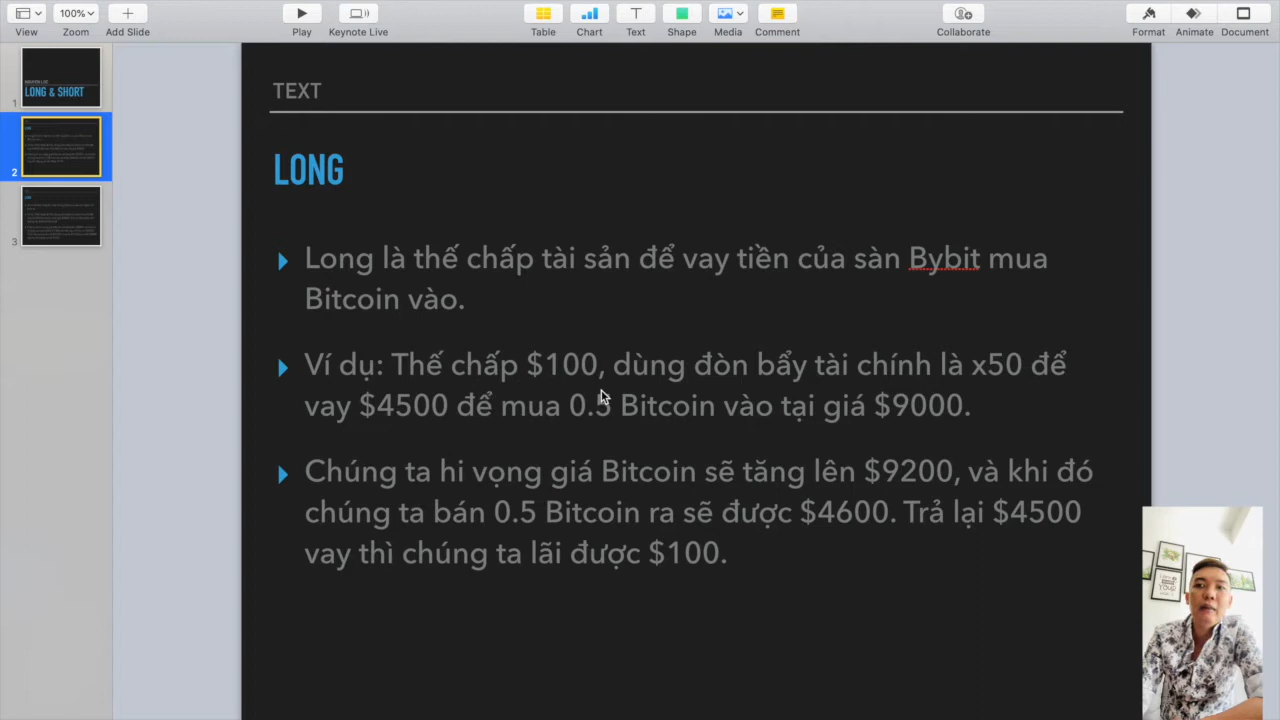 View
100%
Zoom
Add Slide
Play
Keynote Live
Table
Chart
Text
Shape
Media
Comment
Collaborate
Format
Animate
Document
LONG & SHORT
1
2
3
TEXT
LONG
Long là thế chấp tài sản để vay tiền của sàn Bybit mua
Bitcoin vào.
Ví dụ: Thế chấp $100, dùng đòn bẩy tài chính là x50 để
vay $4500 để mua 0.5 Bitcoin vào tại giá $9000.
Chúng ta hi vọng giá Bitcoin sẽ tăng lên $9200, và khi đó
chúng ta bán 0.5 Bitcoin ra sẽ được $4600. Trả lại $4500
vay thì chúng ta lãi được $100.